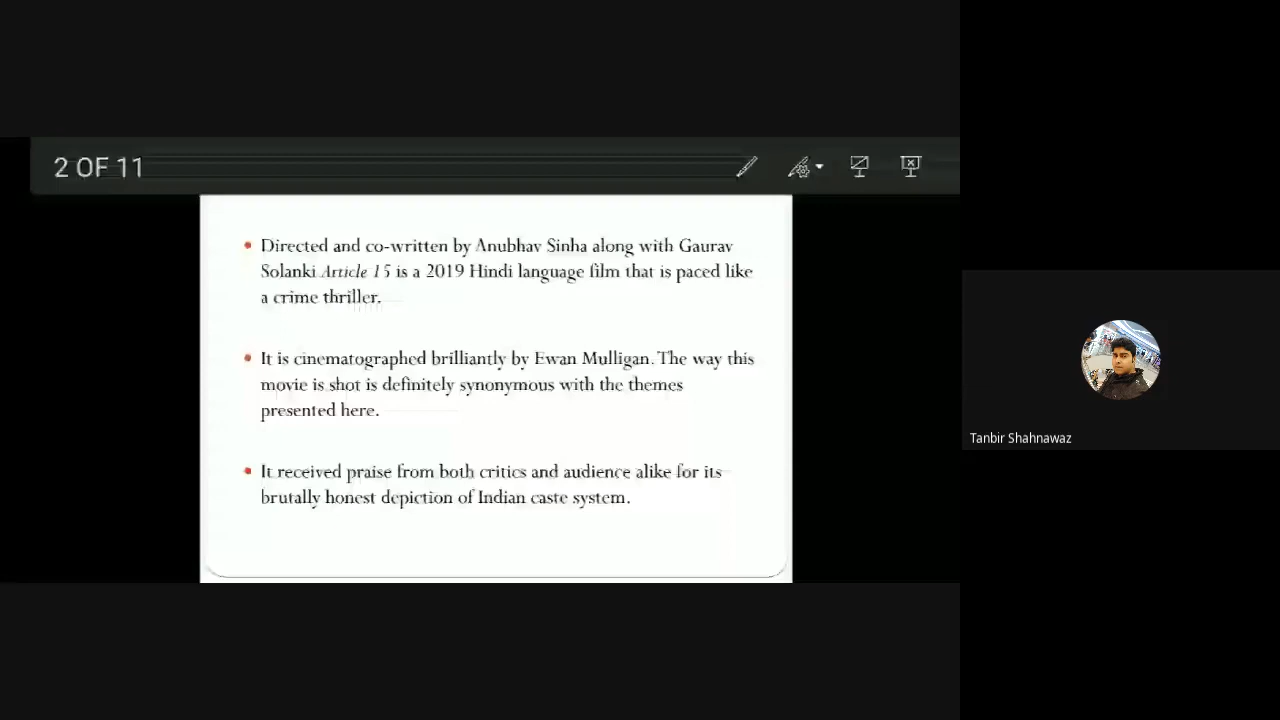 2 OF 11
Directed and co-written by Anubhav Sinha along with Gaurav
Solanki Article 15 is a 2019 Hindi language film that is paced like
a crime thriller.
It is cinematographed brilliantly by Ewan Mulligan. The way this
movie is shot is definitely synonymous with the themes
presented here.
It received praise from both critics and audience alike for its
brutally honest depiction of Indian caste system.
Tanbir Shahnawaz